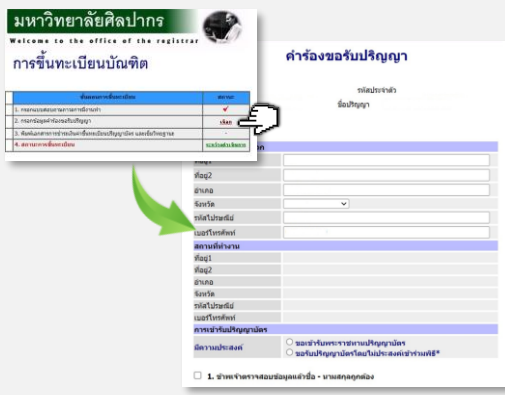 มหาวิทยาลัยศิลปากร
Welcome to the office of the registrar
การขึ้นทะเบียนบัณฑิต
ขั้นตอนการขึ้นทะเบียน สถานะ
1. กรอกแบบสอบถามภาวะการมีงานทำ ✔
2. กรอกข้อมูลคำร้องขอรับปริญญา เลือก
3. พิมพ์เอกสารการชำระเงินค่าขึ้นทะเบียนปริญญาบัตร และเข็มวิทยฐานะ -
4. สถานะการขึ้นทะเบียน
คำร้องขอรับปริญญา
รหัสประจำตัว
ชื่อปริญญา
ที่อยู่1
ที่อยู่2
อำเภอ
จังหวัด
รหัสไปรษณีย์
เบอร์โทรศัพท์
สถานที่ทำงาน
ที่อยู่1
ที่อยู่2
อำเภอ
จังหวัด
รหัสไปรษณีย์
เบอร์โทรศัพท์
การเข้ารับปริญญาบัตร
มีความประสงค์
ขอเข้ารับพระราชทานปริญญาบัตร
ขอรับปริญญาบัตรโดยไม่ประสงค์เข้าร่วมพิธี*
1. ข้าพเจ้าตรวจสอบข้อมูลแล้วชื่อ - นามสกุลถูกต้อง